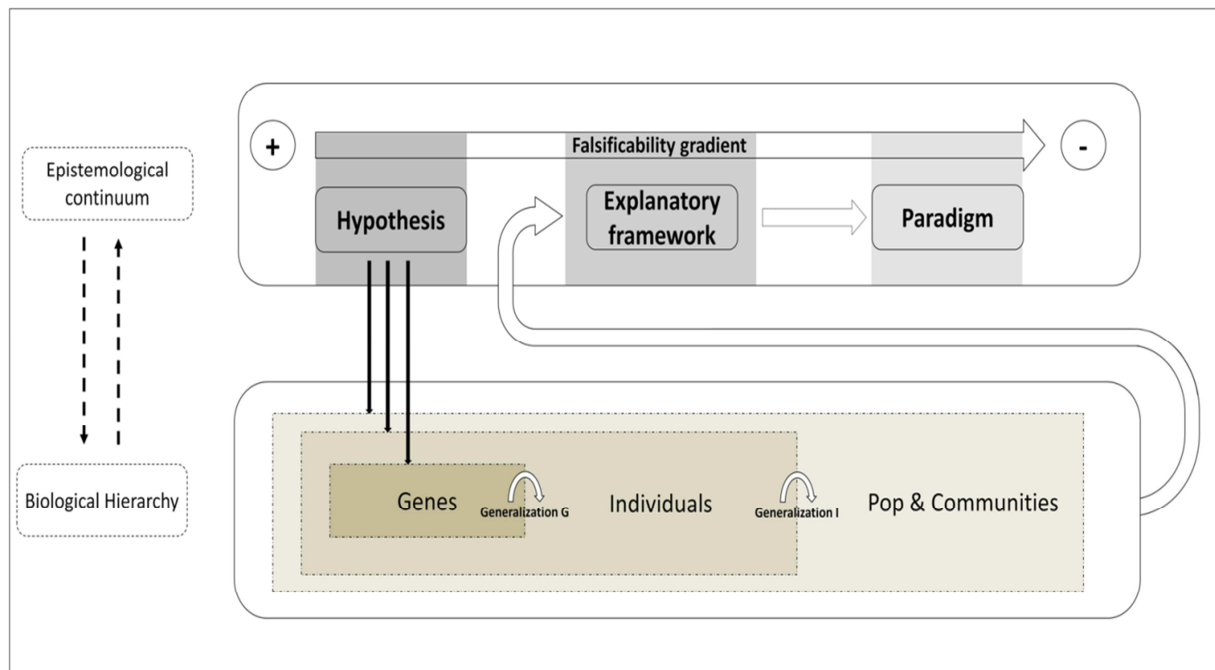 Falsificability gradient
+
-
Epistemological
continuum
Hypothesis
Explanatory
framework
Paradigm
Biological Hierarchy
Genes
Generalization G
Individuals
Generalization I
Pop & Communities